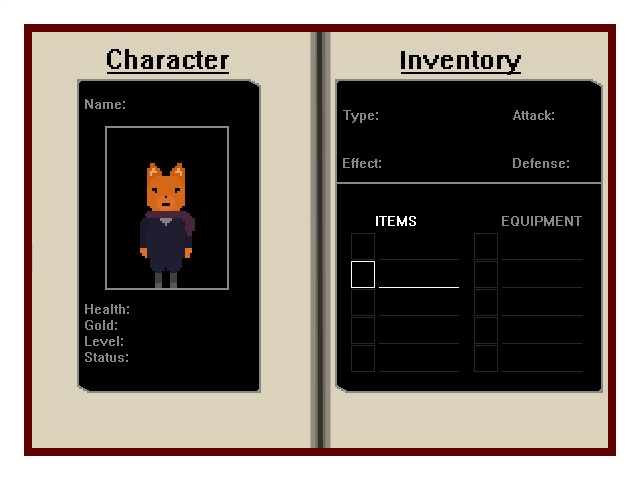 Character
Name:
Health:
Gold:
Level:
Status:
Inventory
Type:
Attack:
Effect:
Defense:
ITEMS
EQUIPMENT